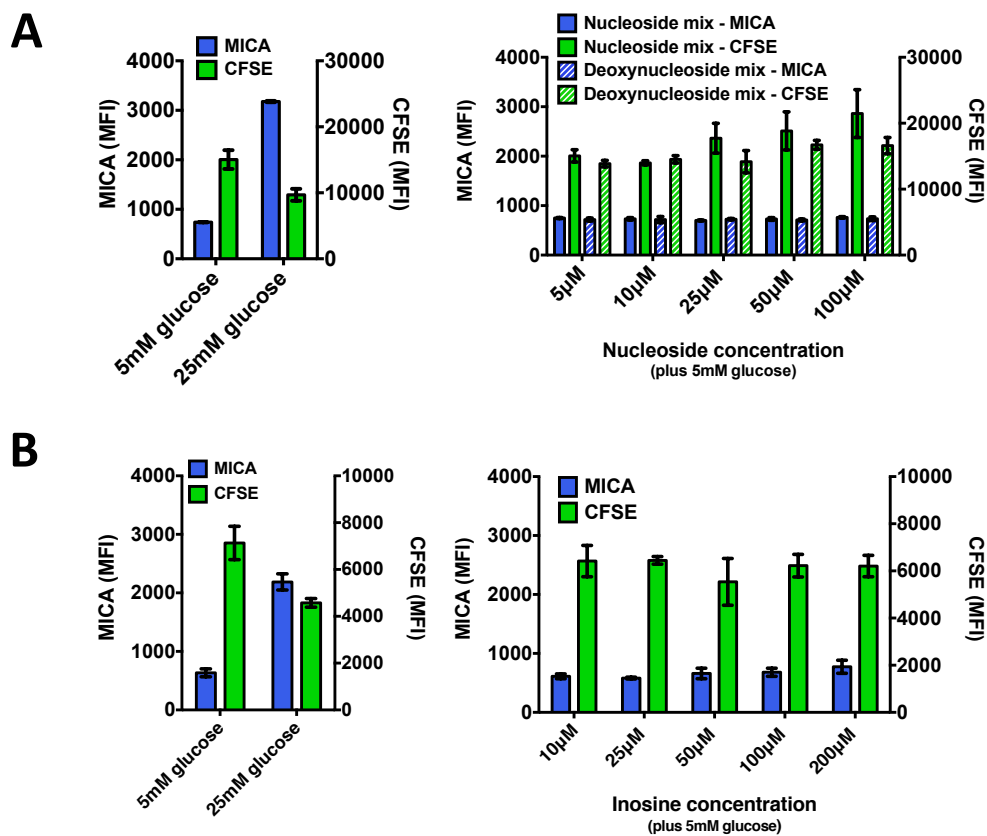 A
MICA
CFSE
4000
3000
2000
1000
0
MICA (MFI)
30000
20000
10000
0
CFSE (MFI)
5mM glucose
25mM glucose
Nucleoside mix - MICA
Nucleoside mix - CFSE
Deoxynucleoside mix - MICA
Deoxynucleoside mix - CFSE
4000
3000
2000
1000
0
MICA (MFI)
30000
20000
10000
0
CFSE (MFI)
5µM
10µM
25µM
50µM
100µM
Nucleoside concentration
(plus 5mM glucose)
B
MICA
CFSE
4000
3000
2000
1000
0
MICA (MFI)
10000
8000
6000
4000
2000
0
CFSE (MFI)
5mM glucose
25mM glucose
MICA
CFSE
4000
3000
2000
1000
0
MICA (MFI)
10000
8000
6000
4000
2000
0
CFSE (MFI)
10µM
25µM
50µM
100µM
200µM
Inosine concentration
(plus 5mM glucose)